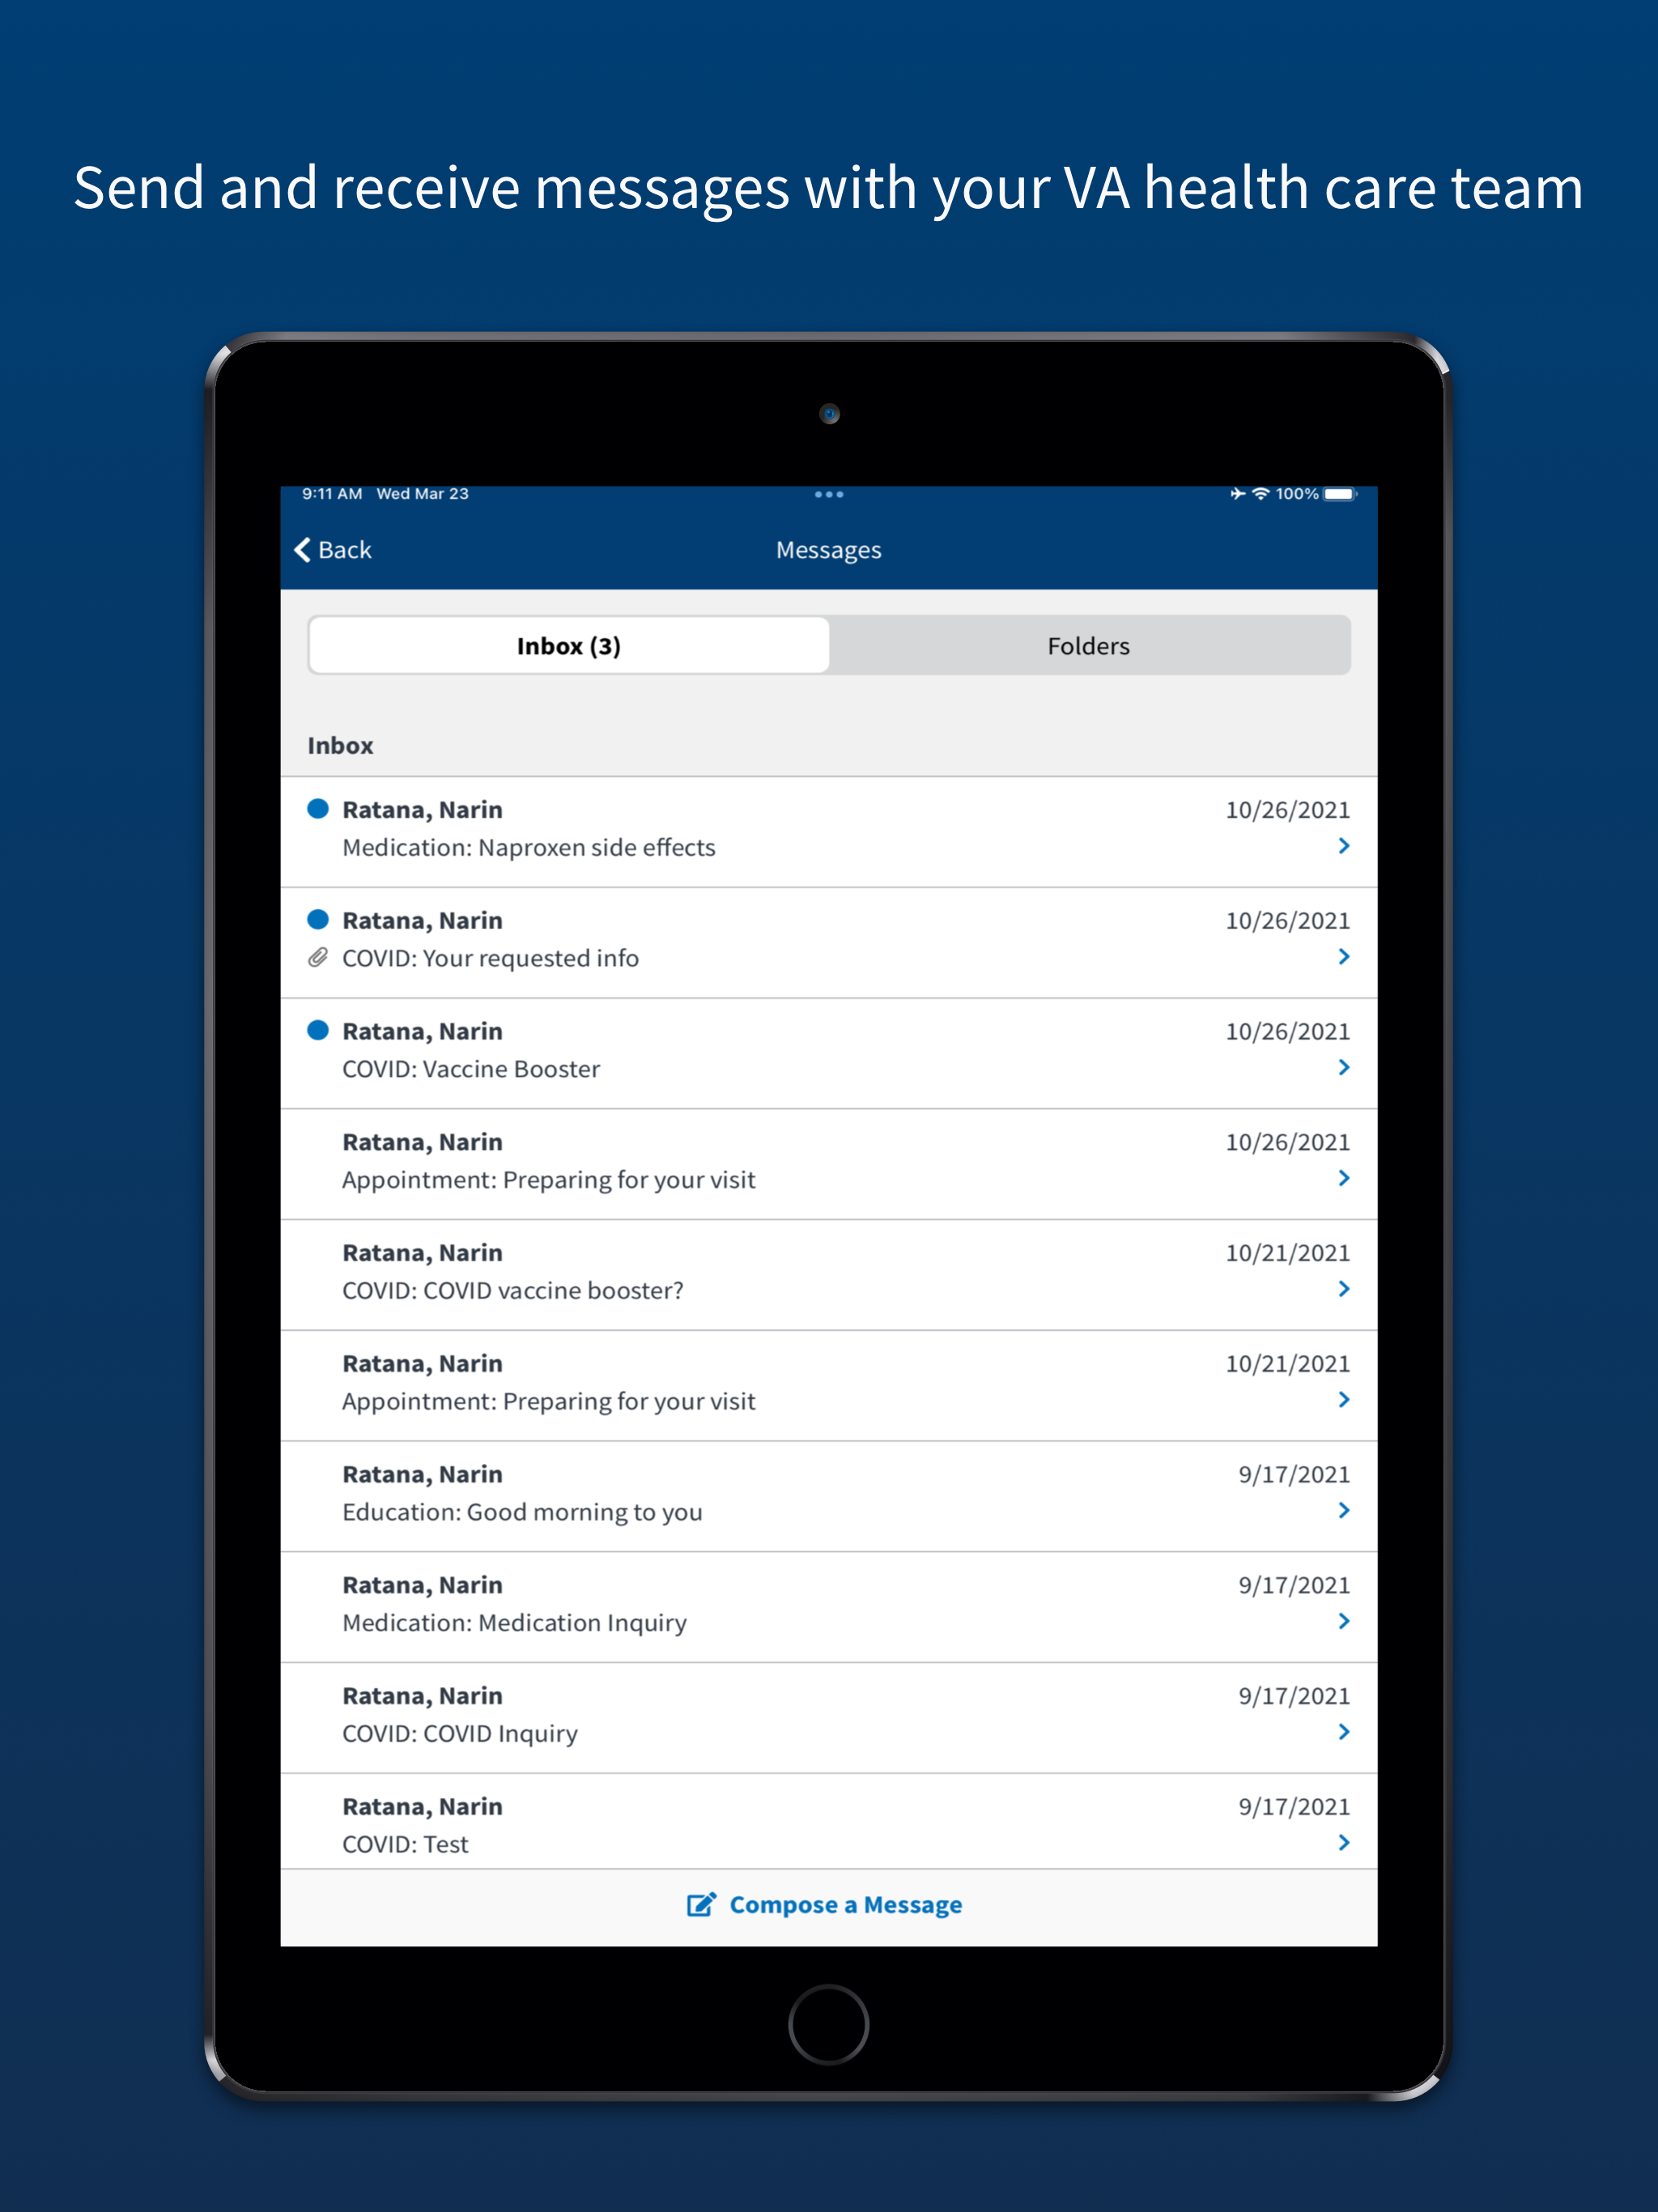 Send and receive messages with your VA health care team
9:11 AM Wed Mar 23 100%
Back Messages
Inbox (3) Folders
Inbox
Ratana, Narin 10/26/2021
Medication: Naproxen side effects
Ratana, Narin 10/26/2021
COVID: Your requested info
Ratana, Narin 10/26/2021
COVID: Vaccine Booster
Ratana, Narin 10/26/2021
Appointment: Preparing for your visit
Ratana, Narin 10/21/2021
COVID: COVID vaccine booster?
Ratana, Narin 10/21/2021
Appointment: Preparing for your visit
Ratana, Narin 9/17/2021
Education: Good morning to you
Ratana, Narin 9/17/2021
Medication: Medication Inquiry
Ratana, Narin 9/17/2021
COVID: COVID Inquiry
Ratana, Narin 9/17/2021
COVID: Test
Compose a Message